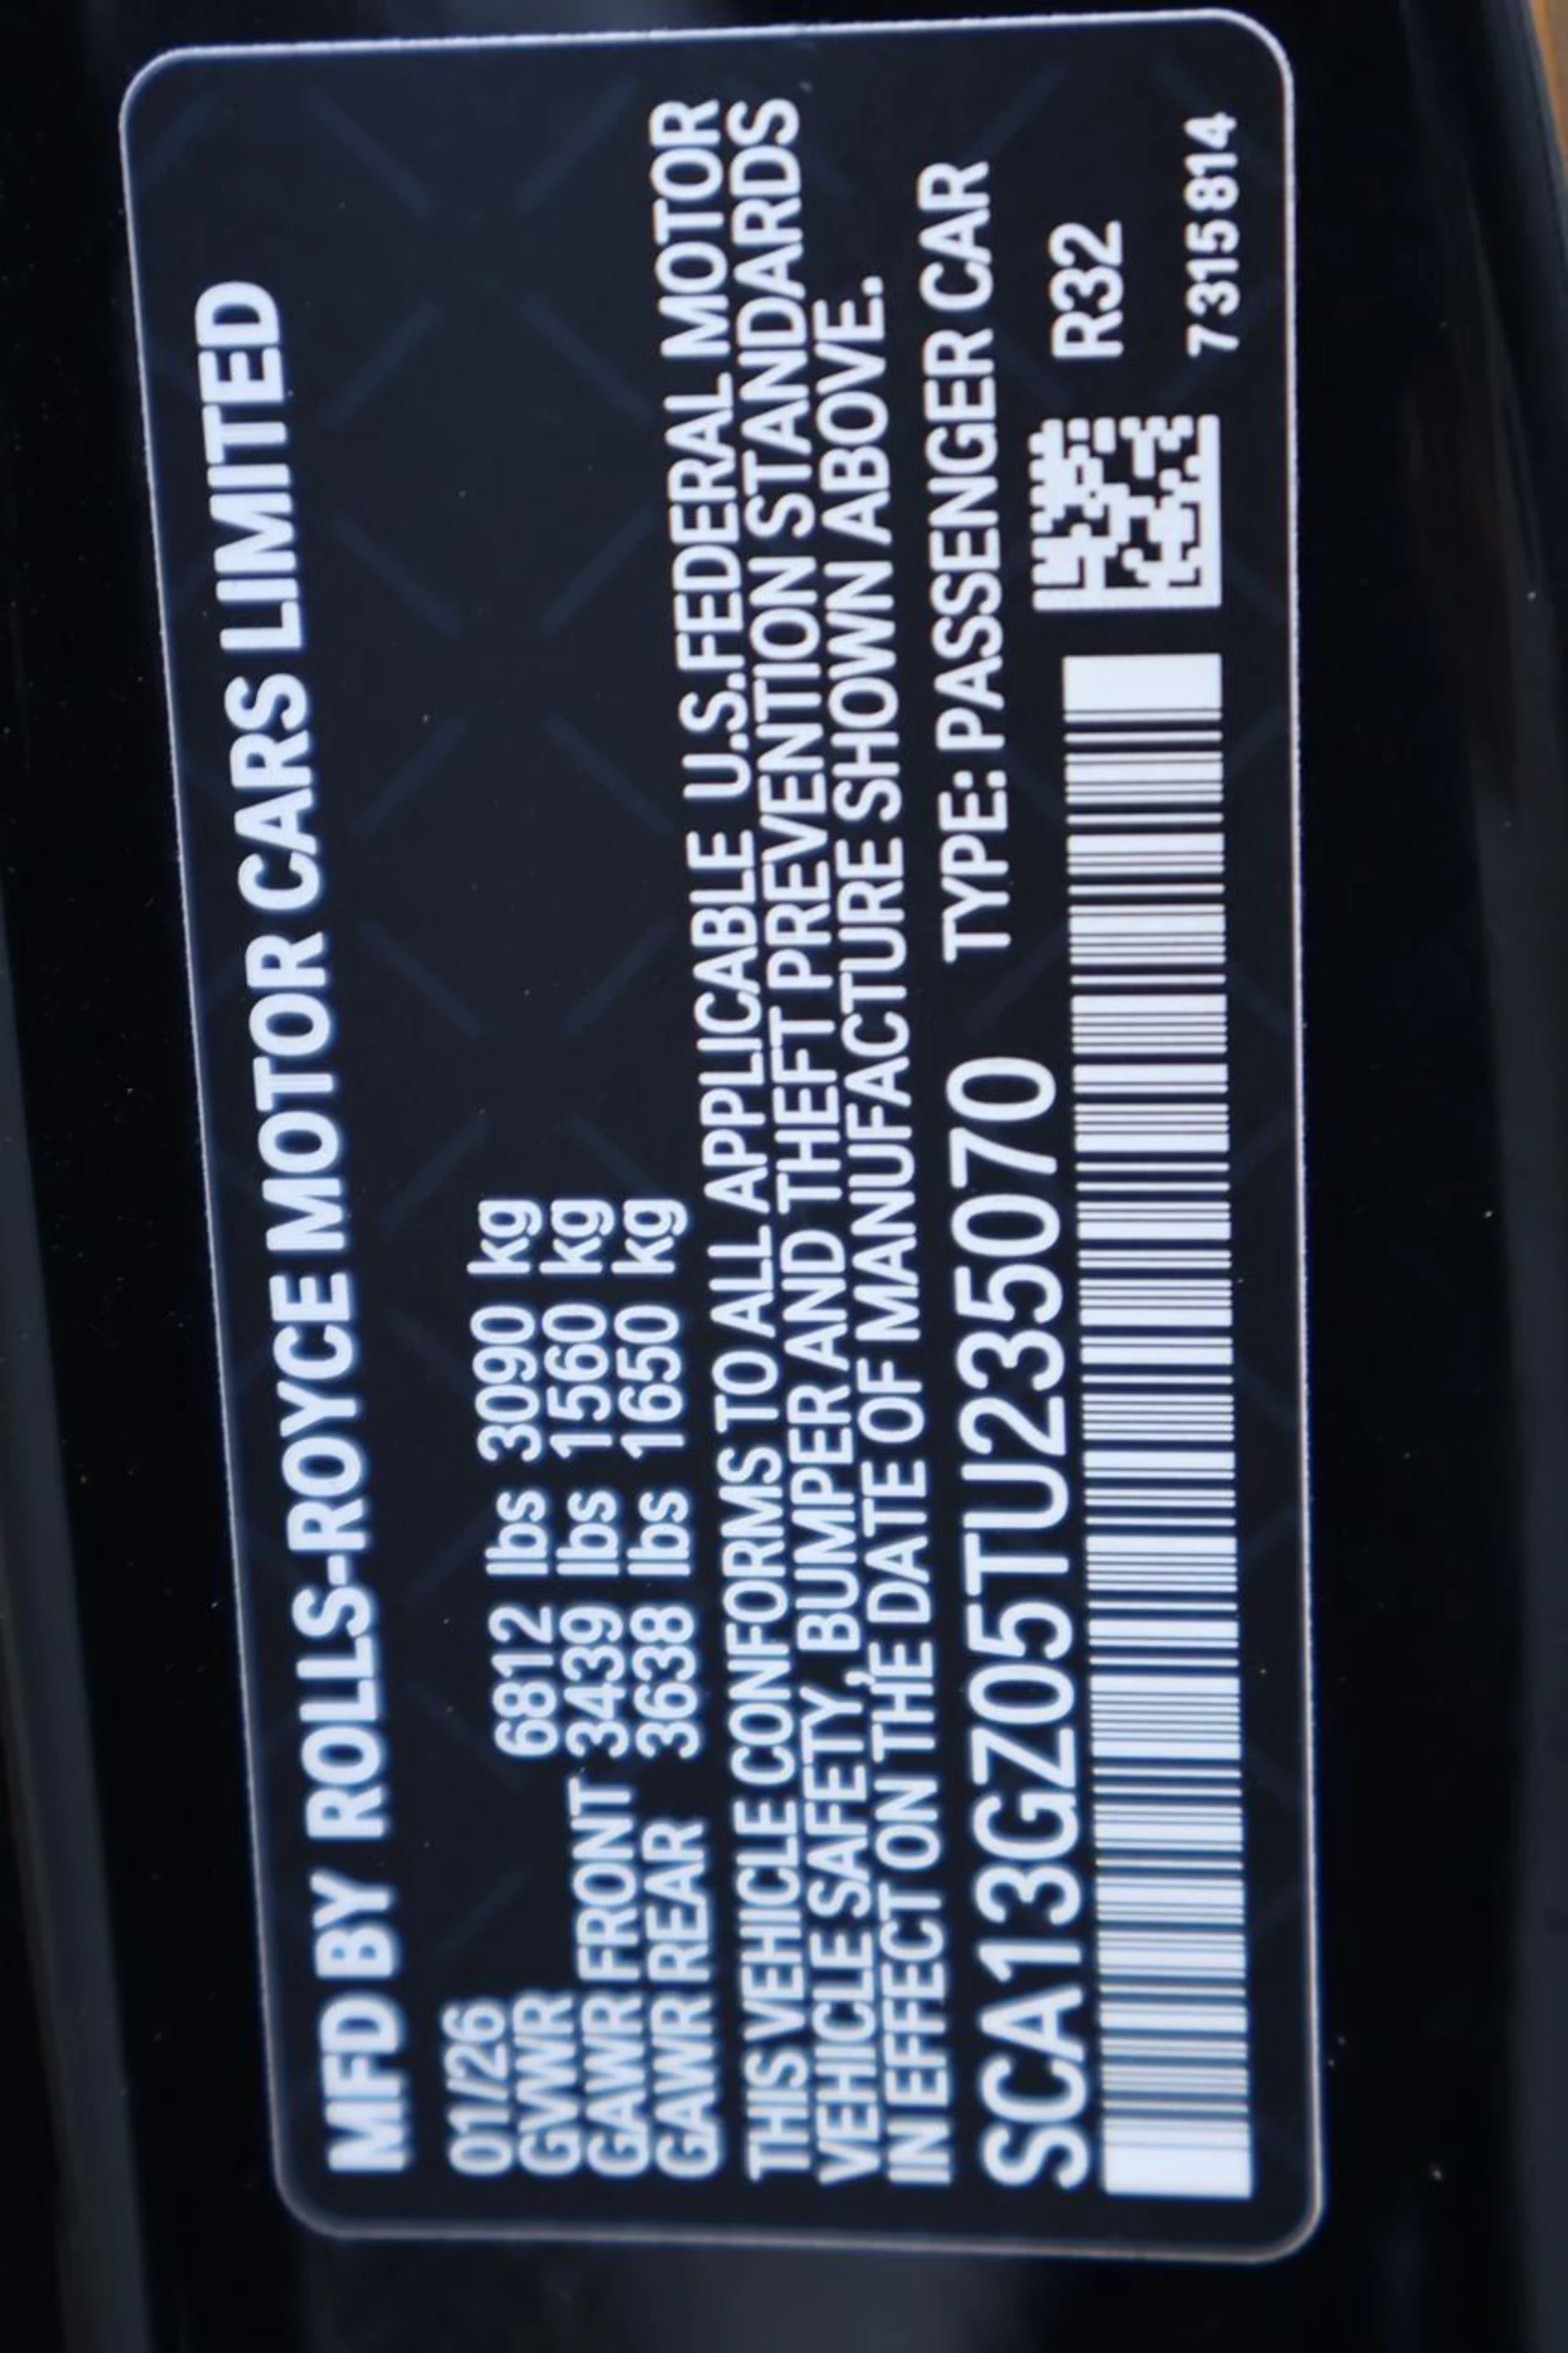 MFD BY ROLLS-ROYCE MOTOR CARS LIMITED
01/26
GVWR 6812 lbs 3090 kg
GAWR FRONT 3439 lbs 1560 kg
GAWR REAR 3638 lbs 1650 kg
THIS VEHICLE CONFORMS TO ALL APPLICABLE U.S.FEDERAL MOTOR
VEHICLE SAFETY, BUMPER AND THEFT PREVENTION STANDARDS
IN EFFECT ON THE DATE OF MANUFACTURE SHOWN ABOVE.
SCA13GZ05TU235070 TYPE: PASSENGER CAR
R32
7315814